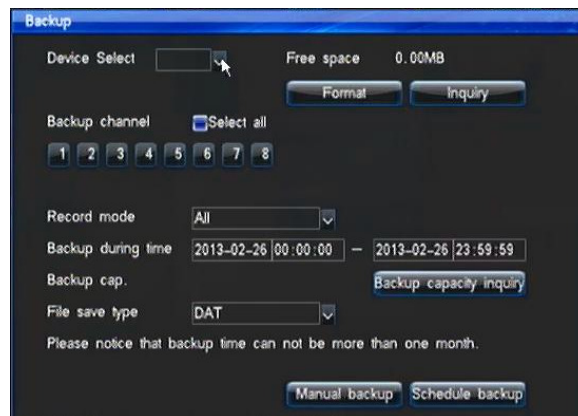 Backup
Device Select Free space 0.00MB
Format Inquiry
Backup channel Select all
1 2 3 4 5 6 7 8
Record mode All
Backup during time 2013-02-26 00:00:00 - 2013-02-26 23:59:59
Backup cap. Backup capacity inquiry
File save type DAT
Please notice that backup time can not be more than one month.
Manual backup Schedule backup